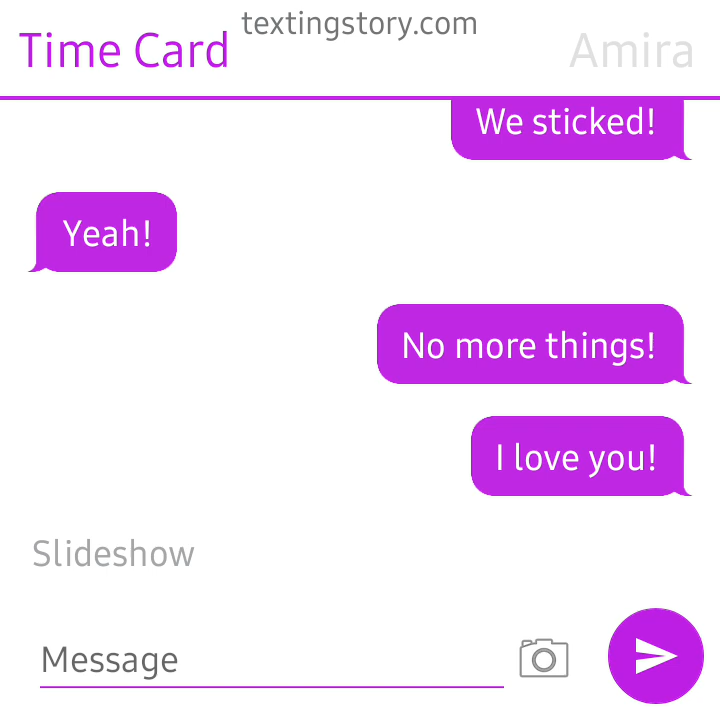 textingstory.com
Time Card
Amira
We sticked!
Yeah!
No more things!
I love you!
Slideshow
Message